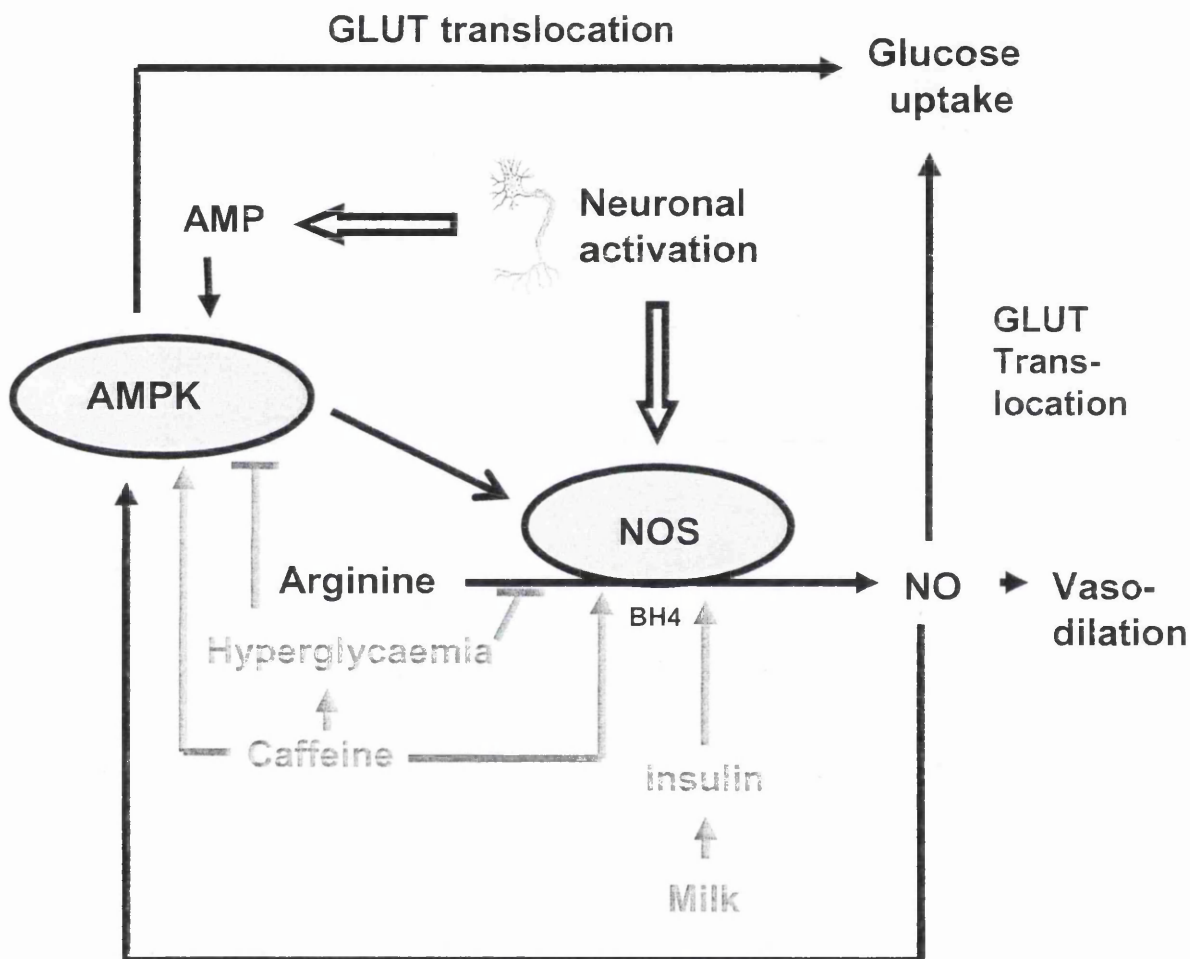 GLUT translocation
Glucose
uptake
Neuronal
activation
AMP
GLUT
Trans-
location
AMPK
NOS
Arginine
BH4
NO
Vaso-
dilation
Hyperglycaemia
Caffeine
Insulin
Milk